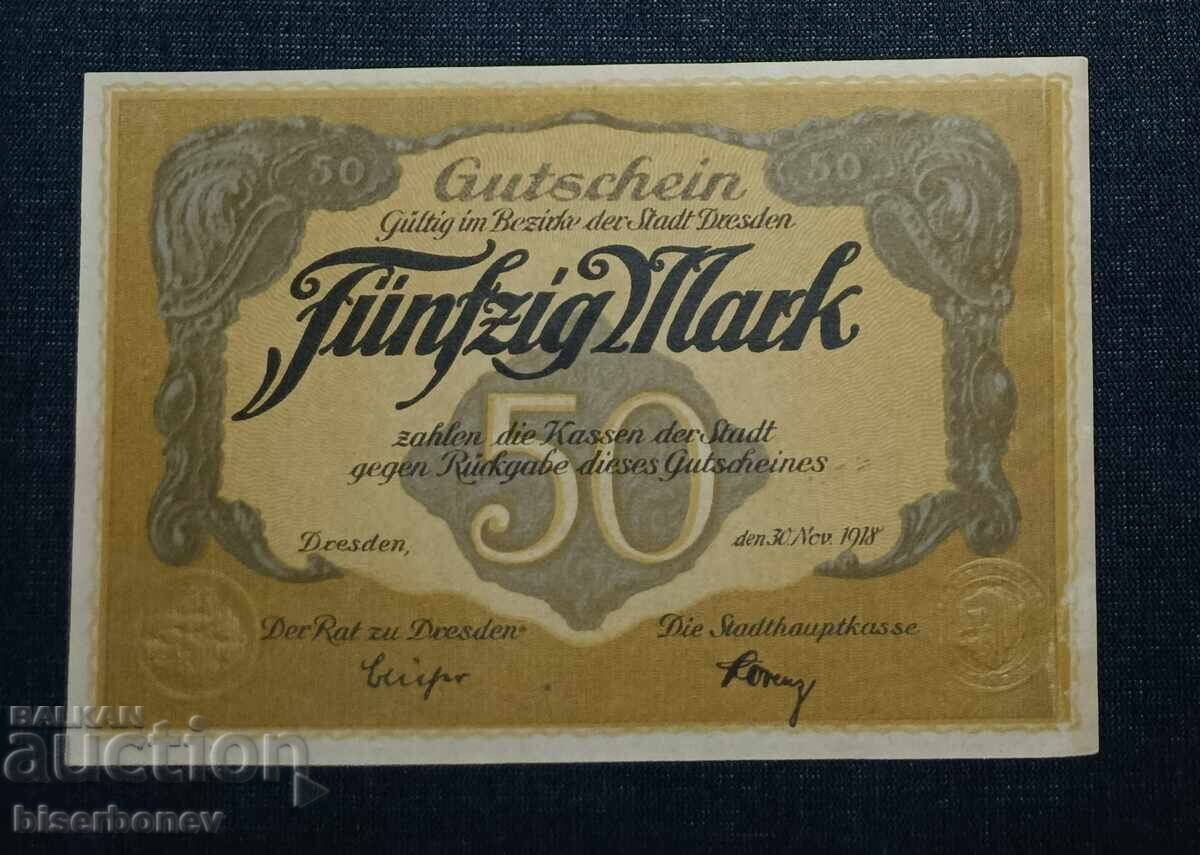 50
50
Gutschein
Gültig im Bezirke der Stadt Dresden
Fünfzig Mark
50
zahlen die Kassen der Stadt
gegen Rückgabe dieses Gutscheines
Dresden,
den 30. Nov. 1918
Der Rat zu Dresden
Die Stadthauptkasse
Lorenz
BALKAN
auction
biserbonev